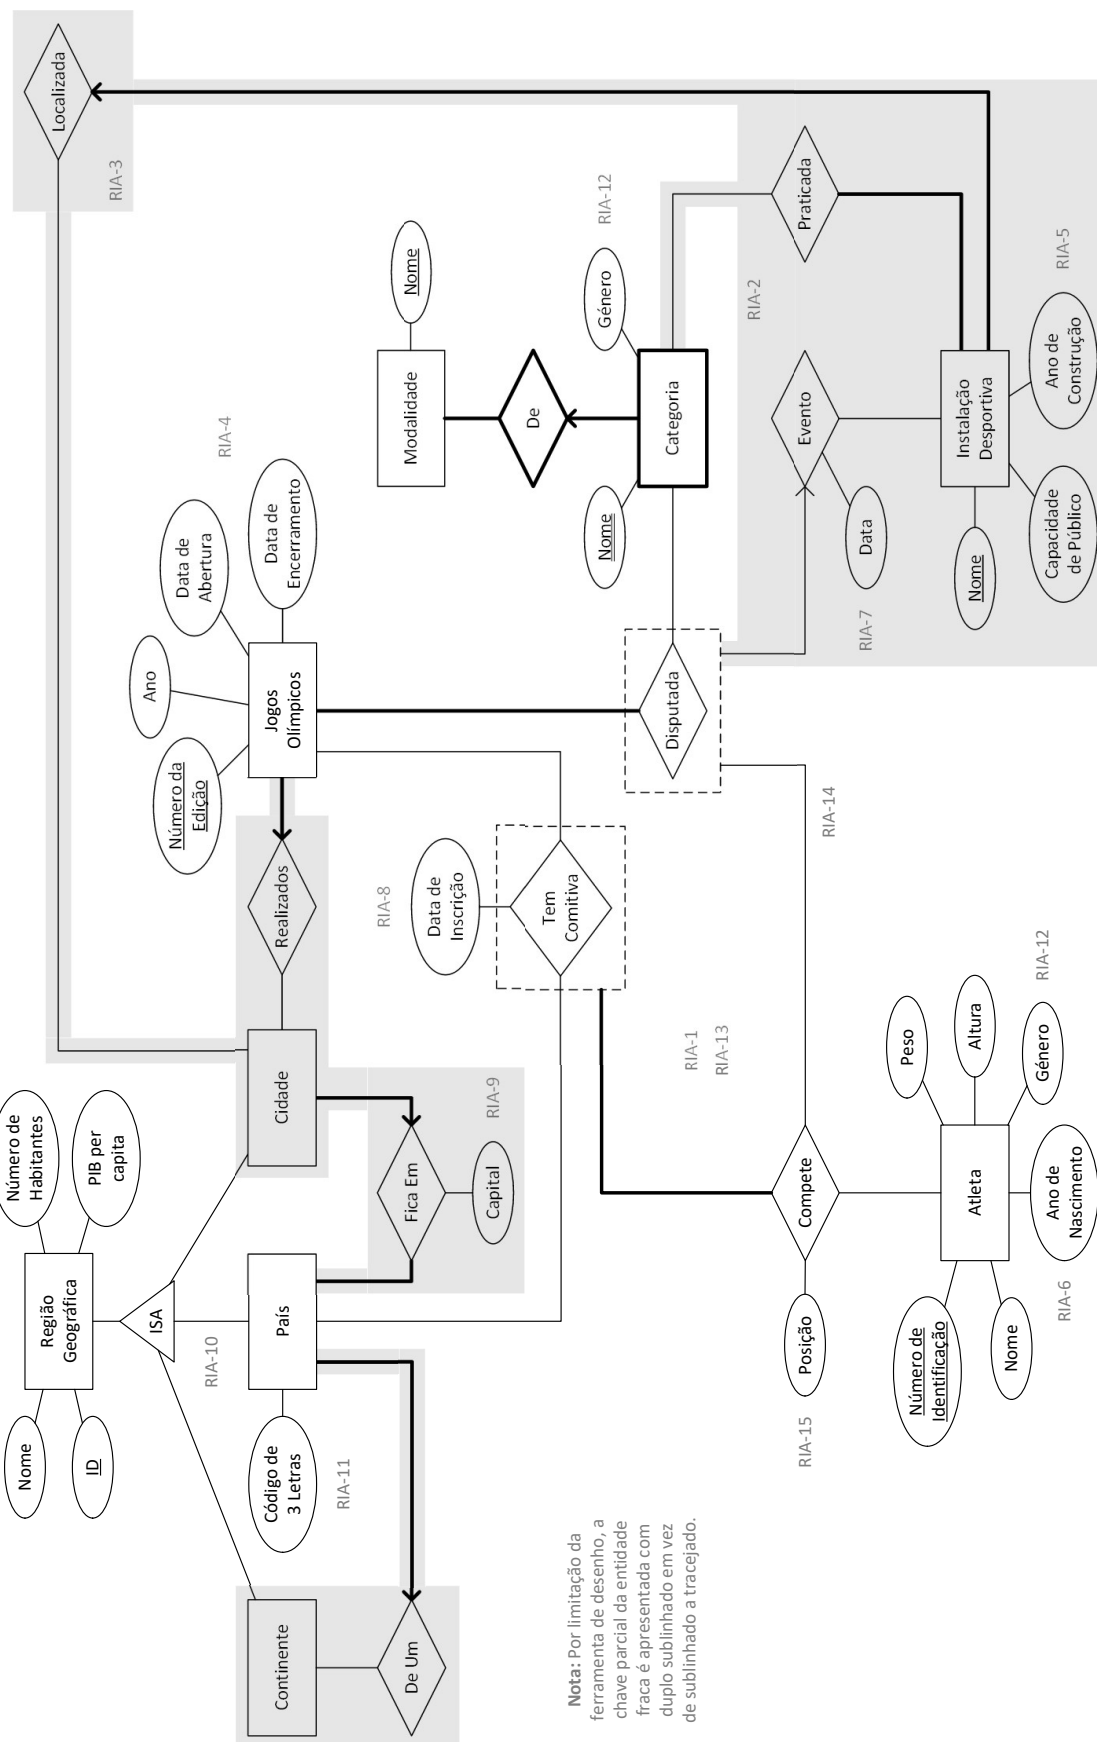 Localizada
RIA-3
Nome
Modalidade
De
RIA-12
Género
Categoria
Nome
RIA-2
Praticada
RIA-5
Evento
Data
RIA-7
Instalação
Desportiva
Nome
Ano de
Construção
Capacidade
de Público
RIA-4
Data de
Abertura
Data de
Encerramento
Ano
Jogos
Olímpicos
Número da
Edição
Disputada
RIA-14
Realizados
RIA-8
Data de
Inscrição
Tem
Comitiva
RIA-1
RIA-13
Número de
Habitantes
PIB per
capita
Cidade
RIA-9
Fica Em
Capital
Região
Geográfica
ISA
RIA-10
País
Nome
ID
Código de
3 Letras
RIA-11
Continente
De Um
Compete
Posição
RIA-15
Peso
Altura
RIA-12
Género
Atleta
Ano de
Nascimento
RIA-6
Número de
Identificação
Nome
Nota: Por limitação da
ferramenta de desenho, a
chave parcial da entidade
fraca é apresentada com
duplo sublinhado em vez
de sublinhado a tracejado.